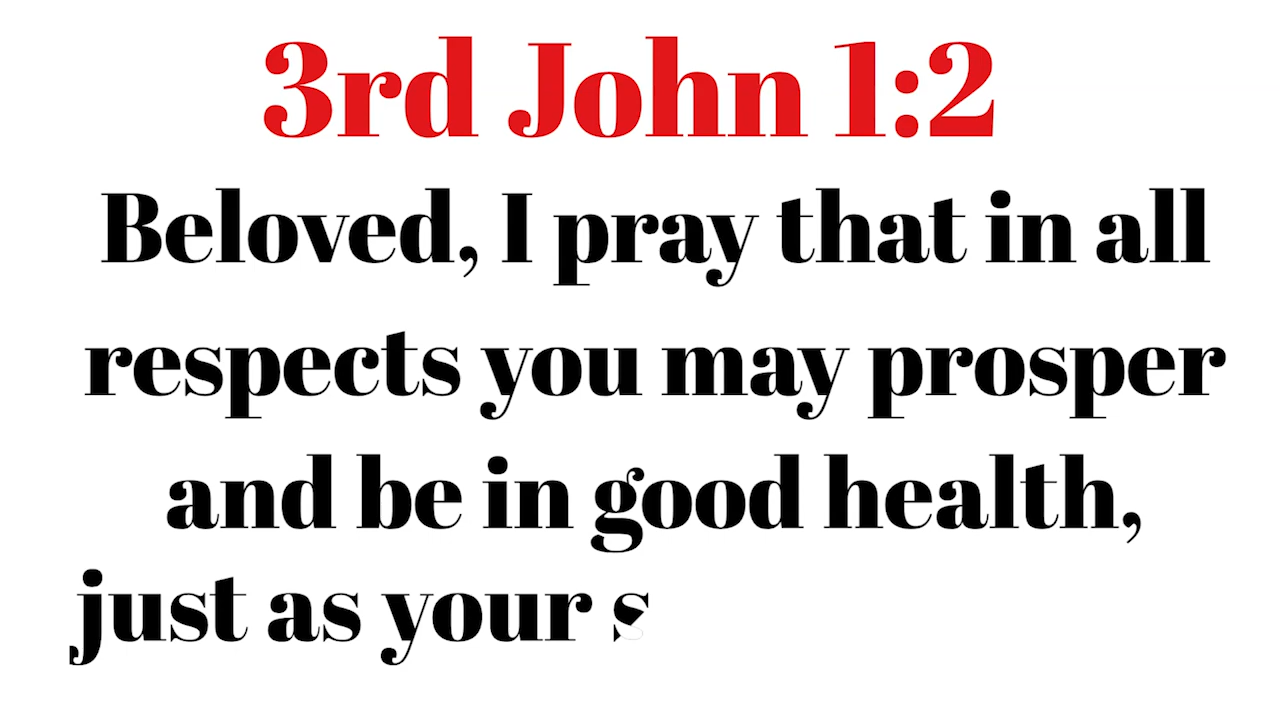 3rd John 1:2
Beloved, I pray that in all
respects you may prosper
and be in good health,
just as your s